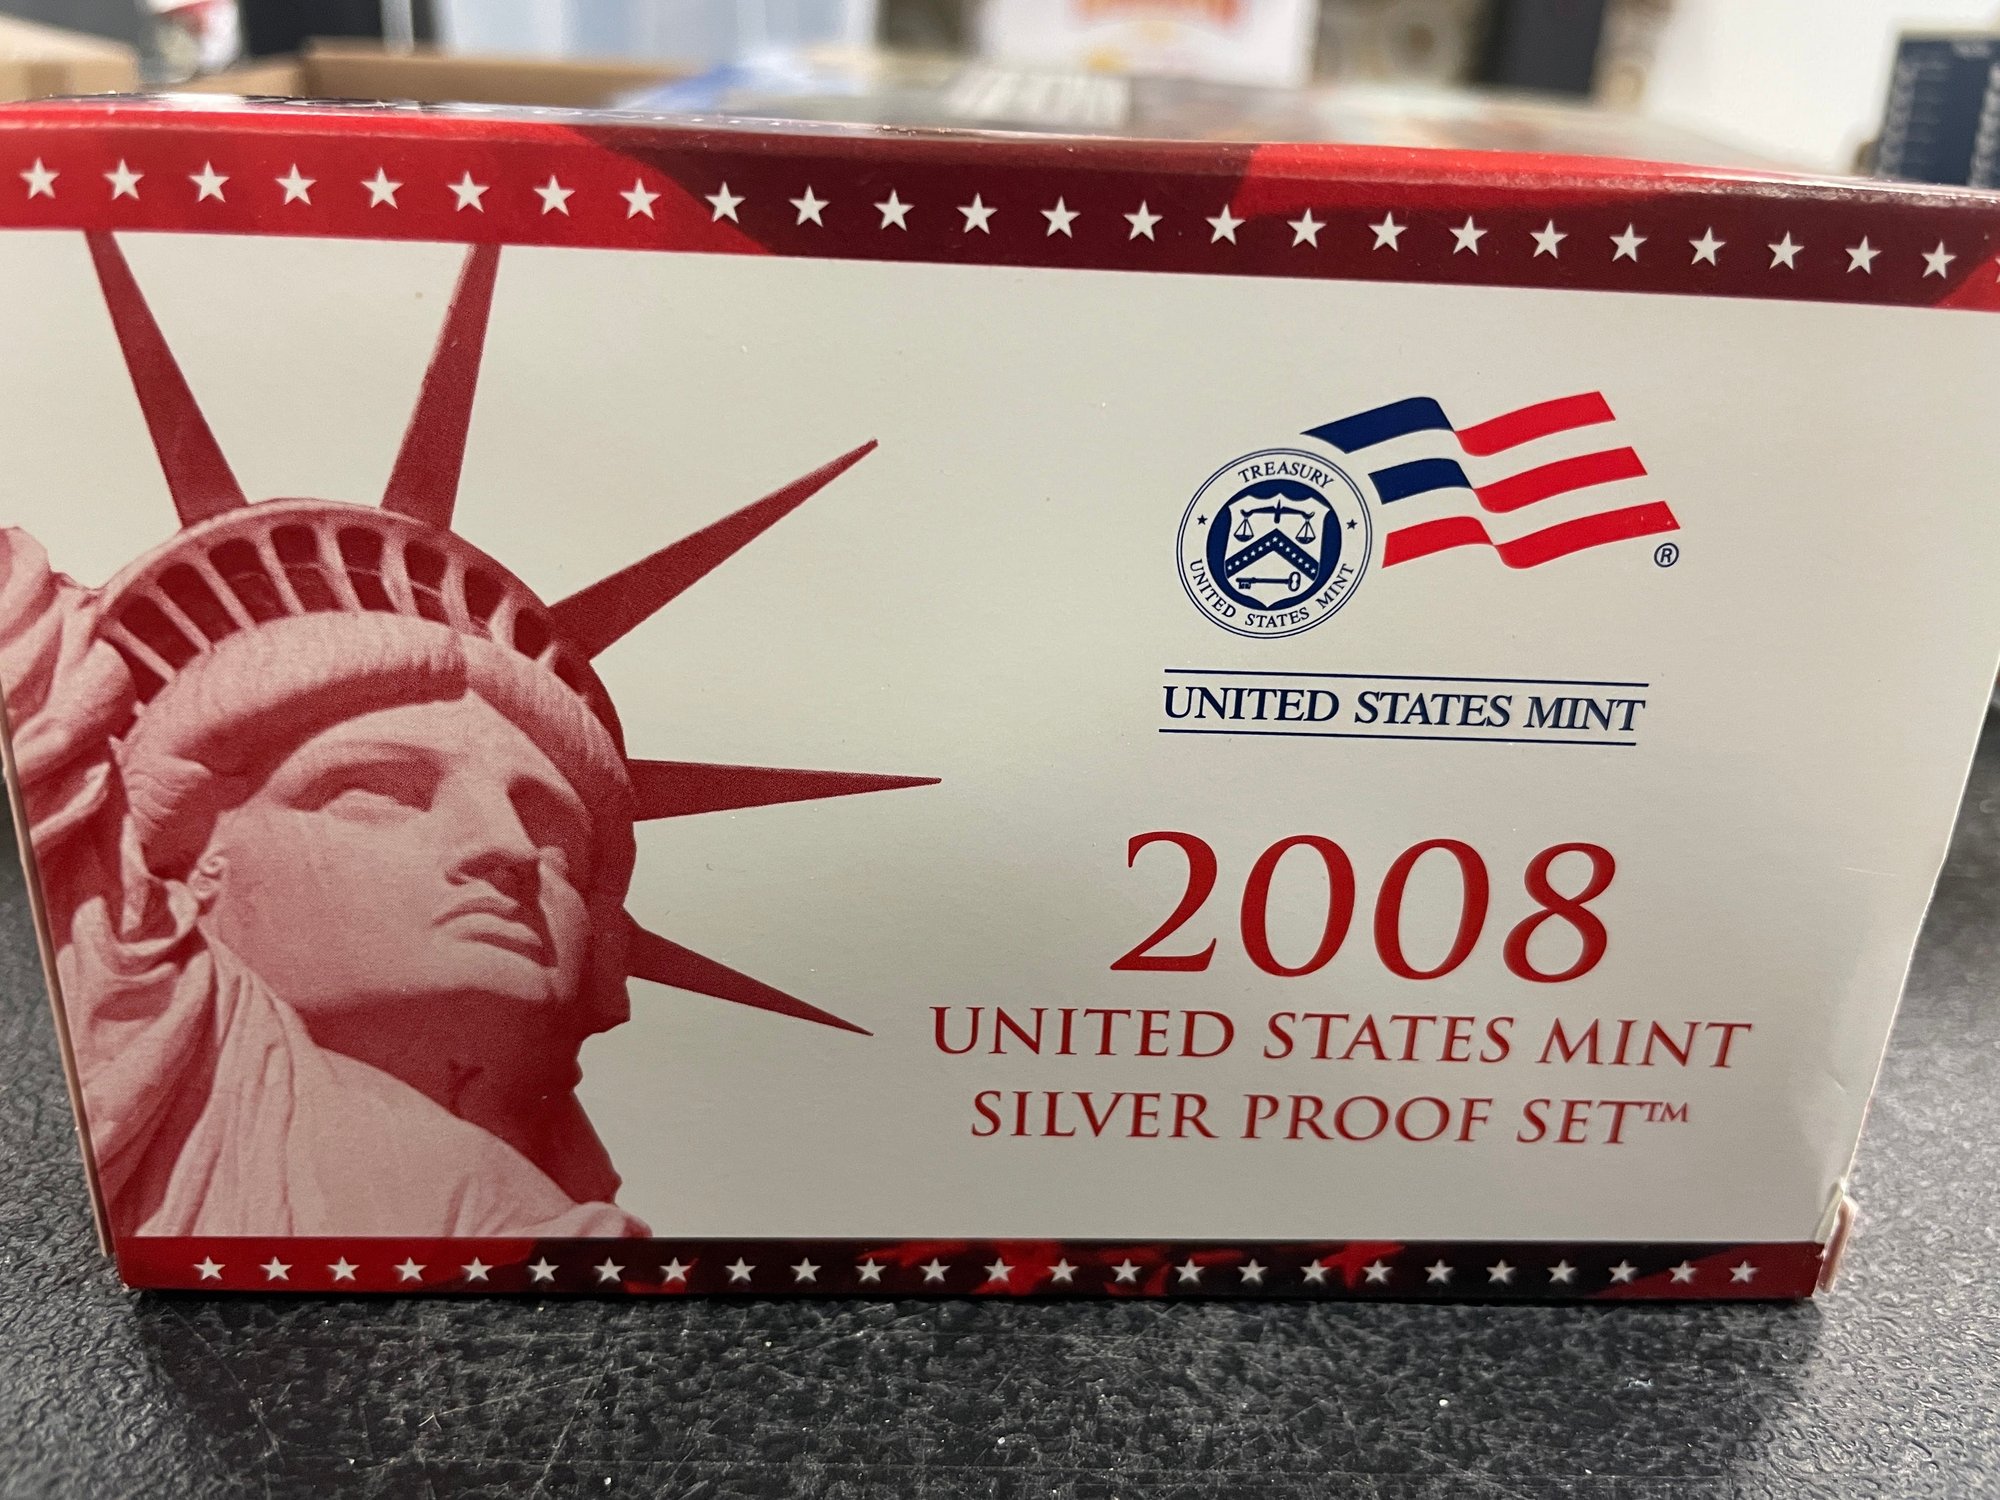 TREASURY
UNITED STATES MINT
®
UNITED STATES MINT
2008
UNITED STATES MINT
SILVER PROOF SET™